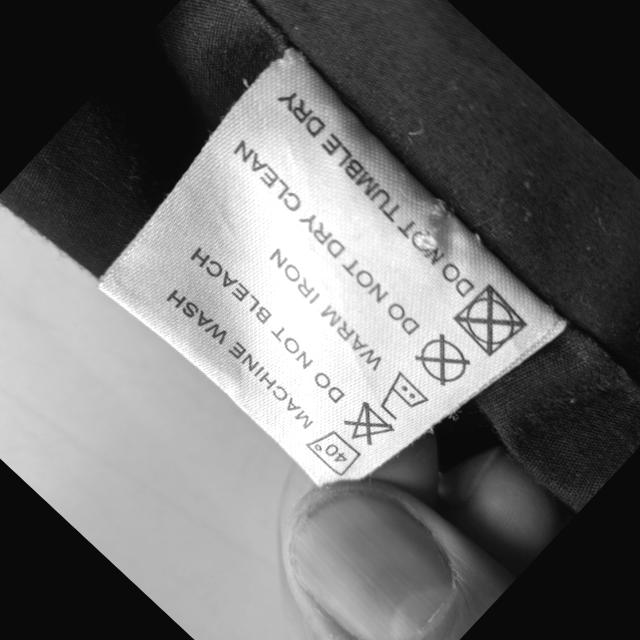 40° MACHINE WASH
DO NOT BLEACH
WARM IRON
DO NOT DRY CLEAN
DO NOT TUMBLE DRY